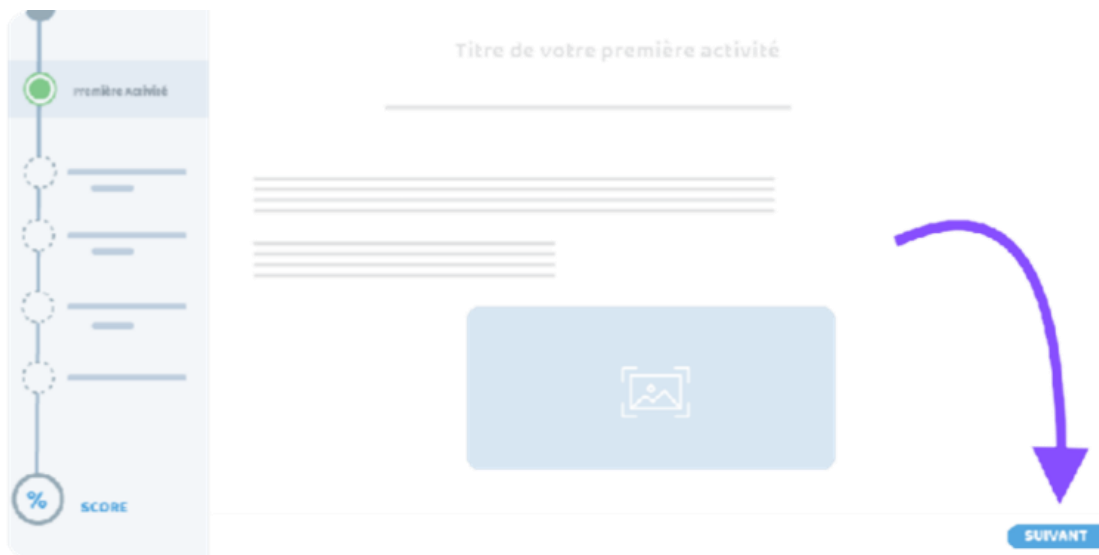 Titre de votre première activité
Première Activité
%
SCORE
SUIVANT